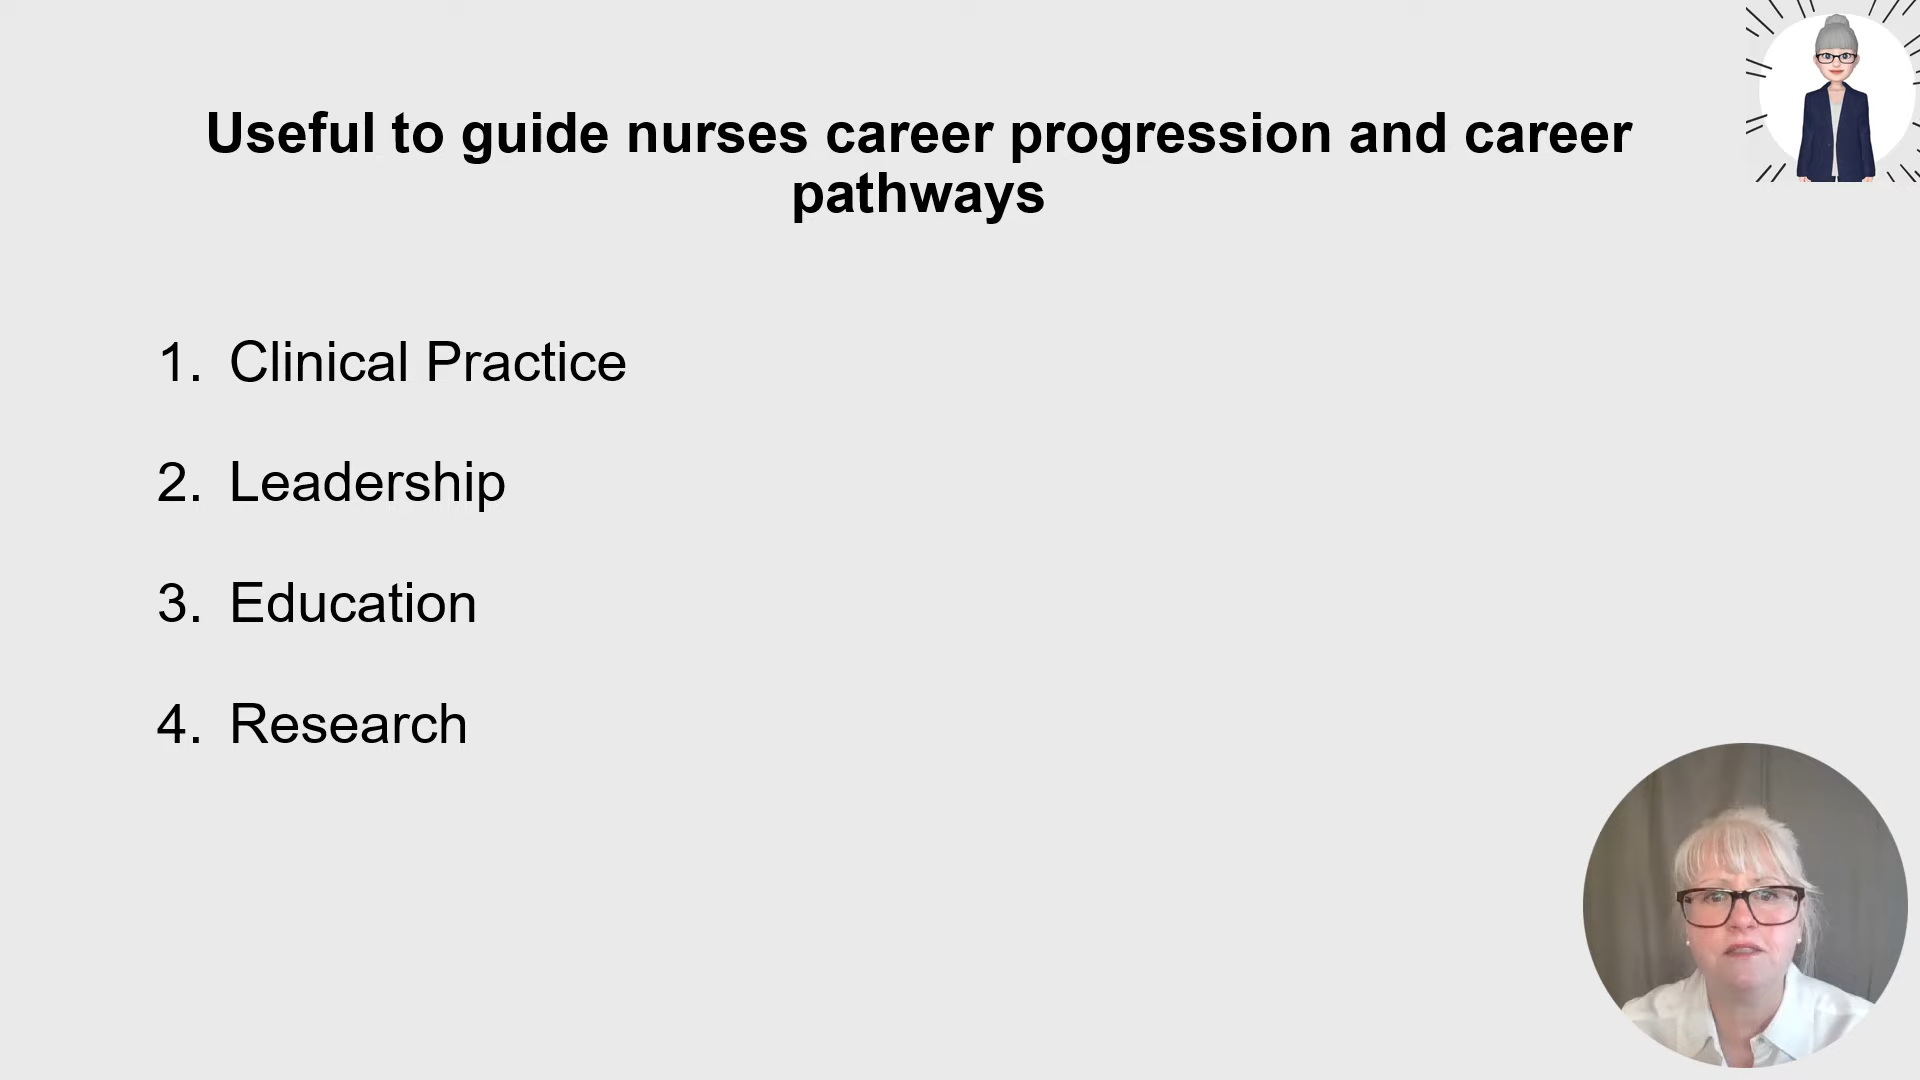 Useful to guide nurses career progression and career
pathways
1. Clinical Practice
2. Leadership
3. Education
4. Research